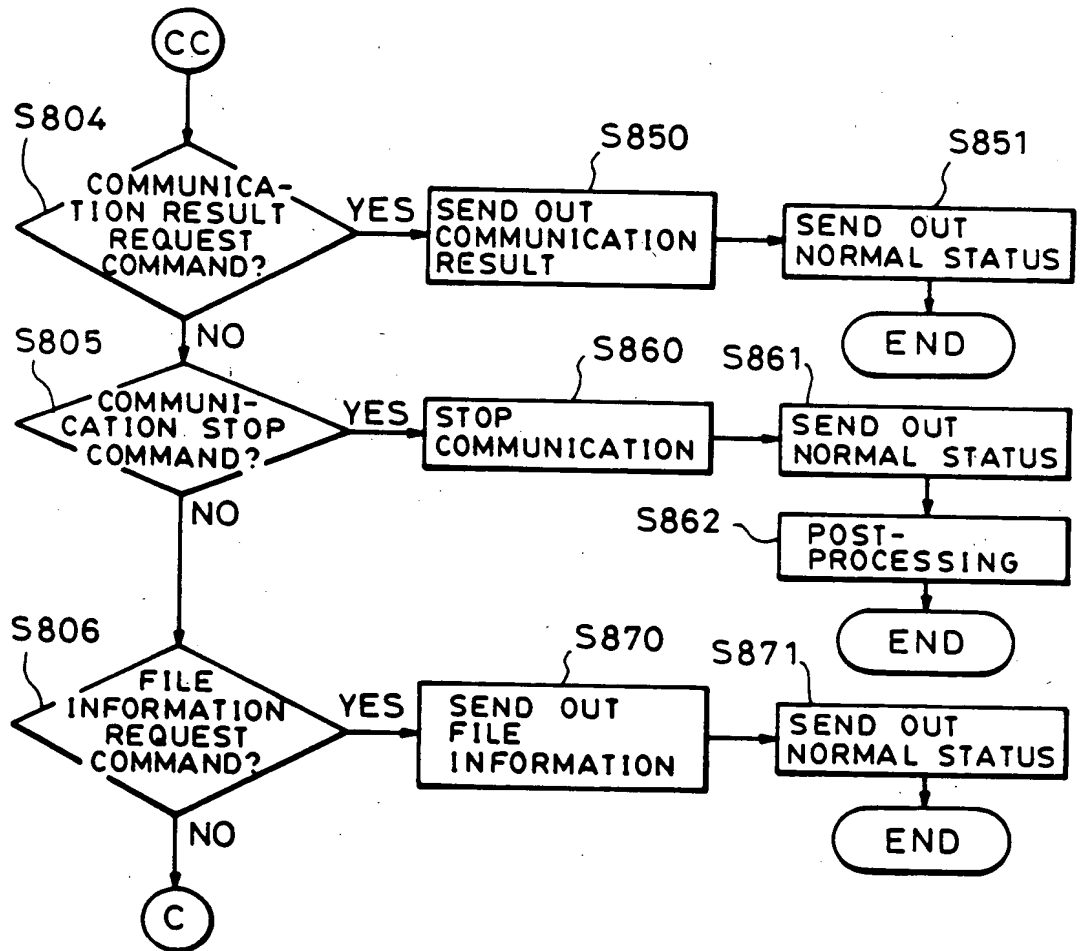 CC
S804
COMMUNICA-
TION RESULT
REQUEST
COMMAND?
YES
S850
SEND OUT
COMMUNICATION
RESULT
S851
SEND OUT
NORMAL STATUS
END
NO
S805
COMMUNI-
CATION STOP
COMMAND?
YES
S860
STOP
COMMUNICATION
S861
SEND OUT
NORMAL STATUS
S862
POST-
PROCESSING
END
NO
S806
FILE
INFORMATION
REQUEST
COMMAND?
YES
S870
SEND OUT
FILE
INFORMATION
S871
SEND OUT
NORMAL STATUS
END
NO
C